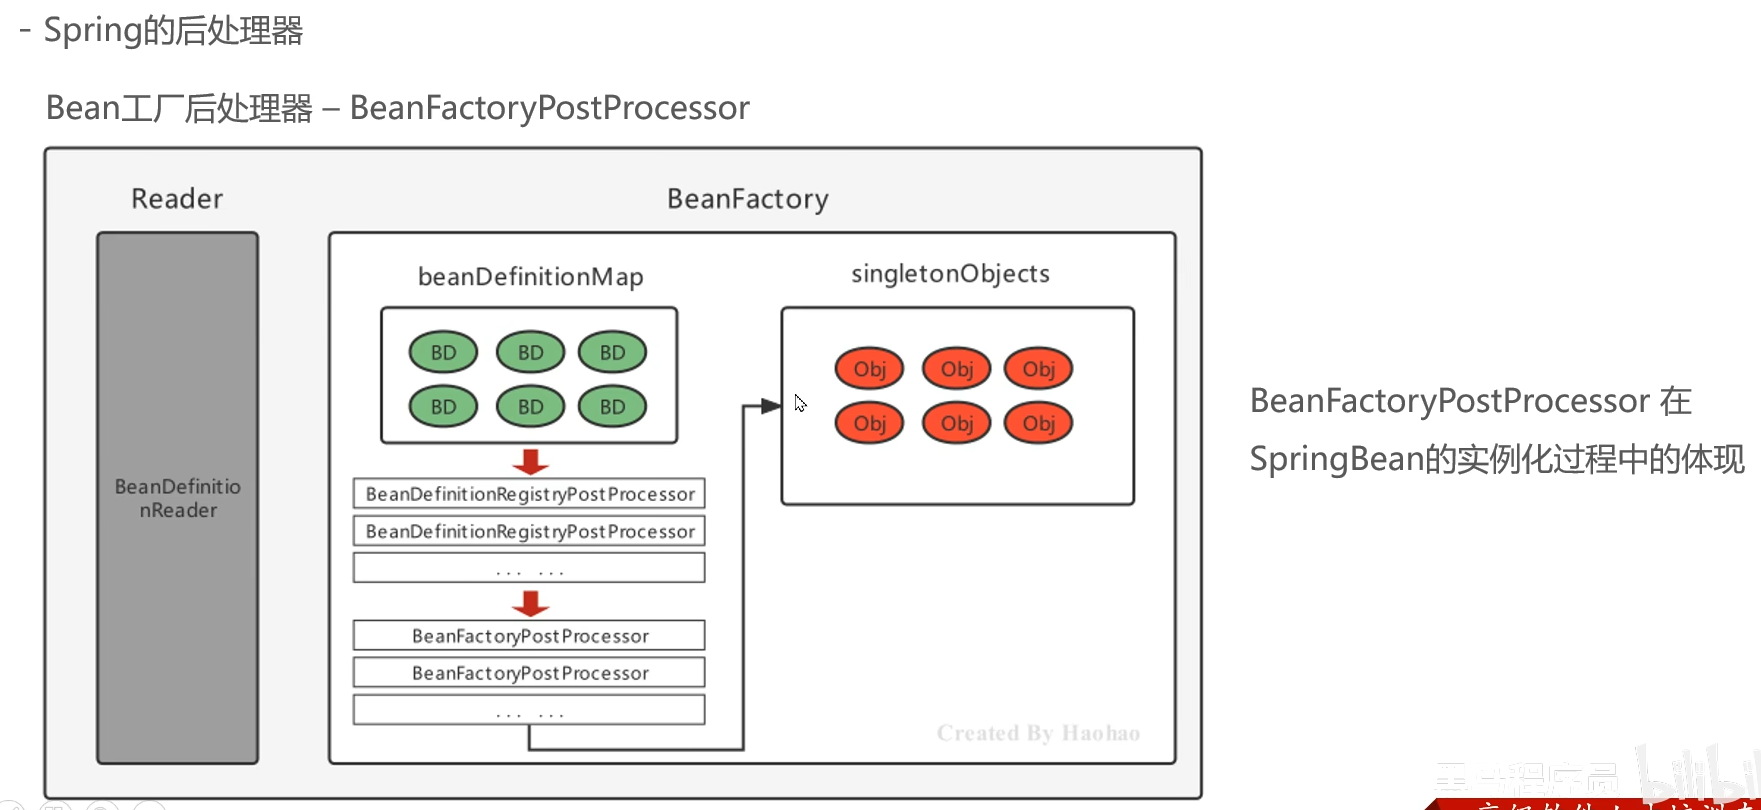 - Spring的后处理器
Bean工厂后处理器 – BeanFactoryPostProcessor
Reader
BeanFactory
BeanDefinitio
nReader
beanDefinitionMap
BD BD BD
BD BD BD
BeanDefinitionRegistryPostProcessor
BeanDefinitionRegistryPostProcessor
... ...
BeanFactoryPostProcessor
BeanFactoryPostProcessor
... ...
singletonObjects
Obj Obj Obj
Obj Obj Obj
Created By Haohao
BeanFactoryPostProcessor 在
SpringBean的实例化过程中的体现